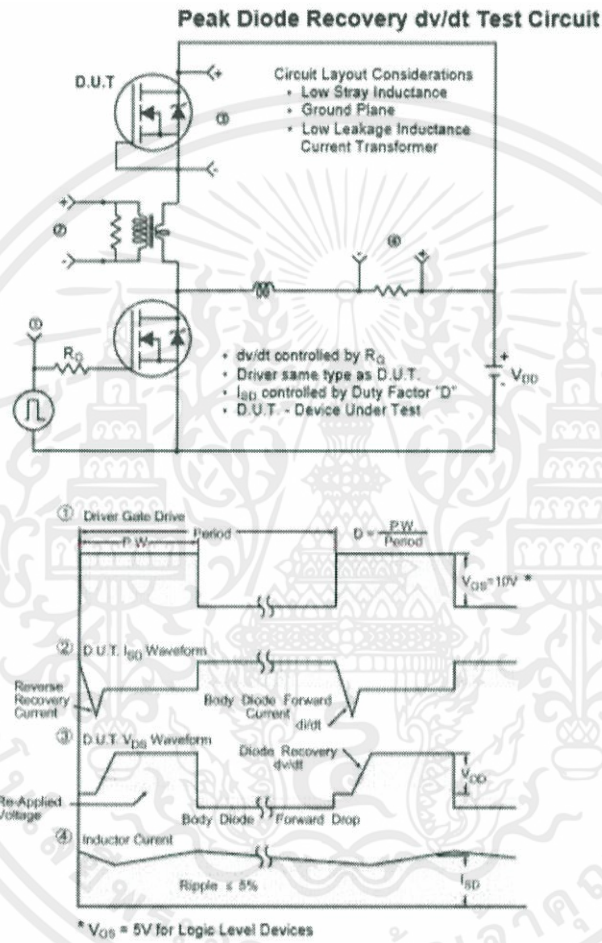 Peak Diode Recovery dv/dt Test Circuit
D.U.T
+
-
③
Circuit Layout Considerations
• Low Stray Inductance
• Ground Plane
• Low Leakage Inductance
Current Transformer
+
②
-
④
-
+
①
RG
• dv/dt controlled by RG
• Driver same type as D.U.T.
• ISD controlled by Duty Factor "D"
• D.U.T. - Device Under Test
+
-
VDD
① Driver Gate Drive
P.W.
Period
D = P.W. / Period
VGS=10V *
② D.U.T. ISD Waveform
Reverse
Recovery
Current
Body Diode Forward
Current
di/dt
③ D.U.T. VDS Waveform
Diode Recovery
dv/dt
VDD
Re-Applied
Voltage
Body Diode Forward Drop
④ Inductor Curent
Ripple ≤ 5%
ISD
* VGS = 5V for Logic Level Devices